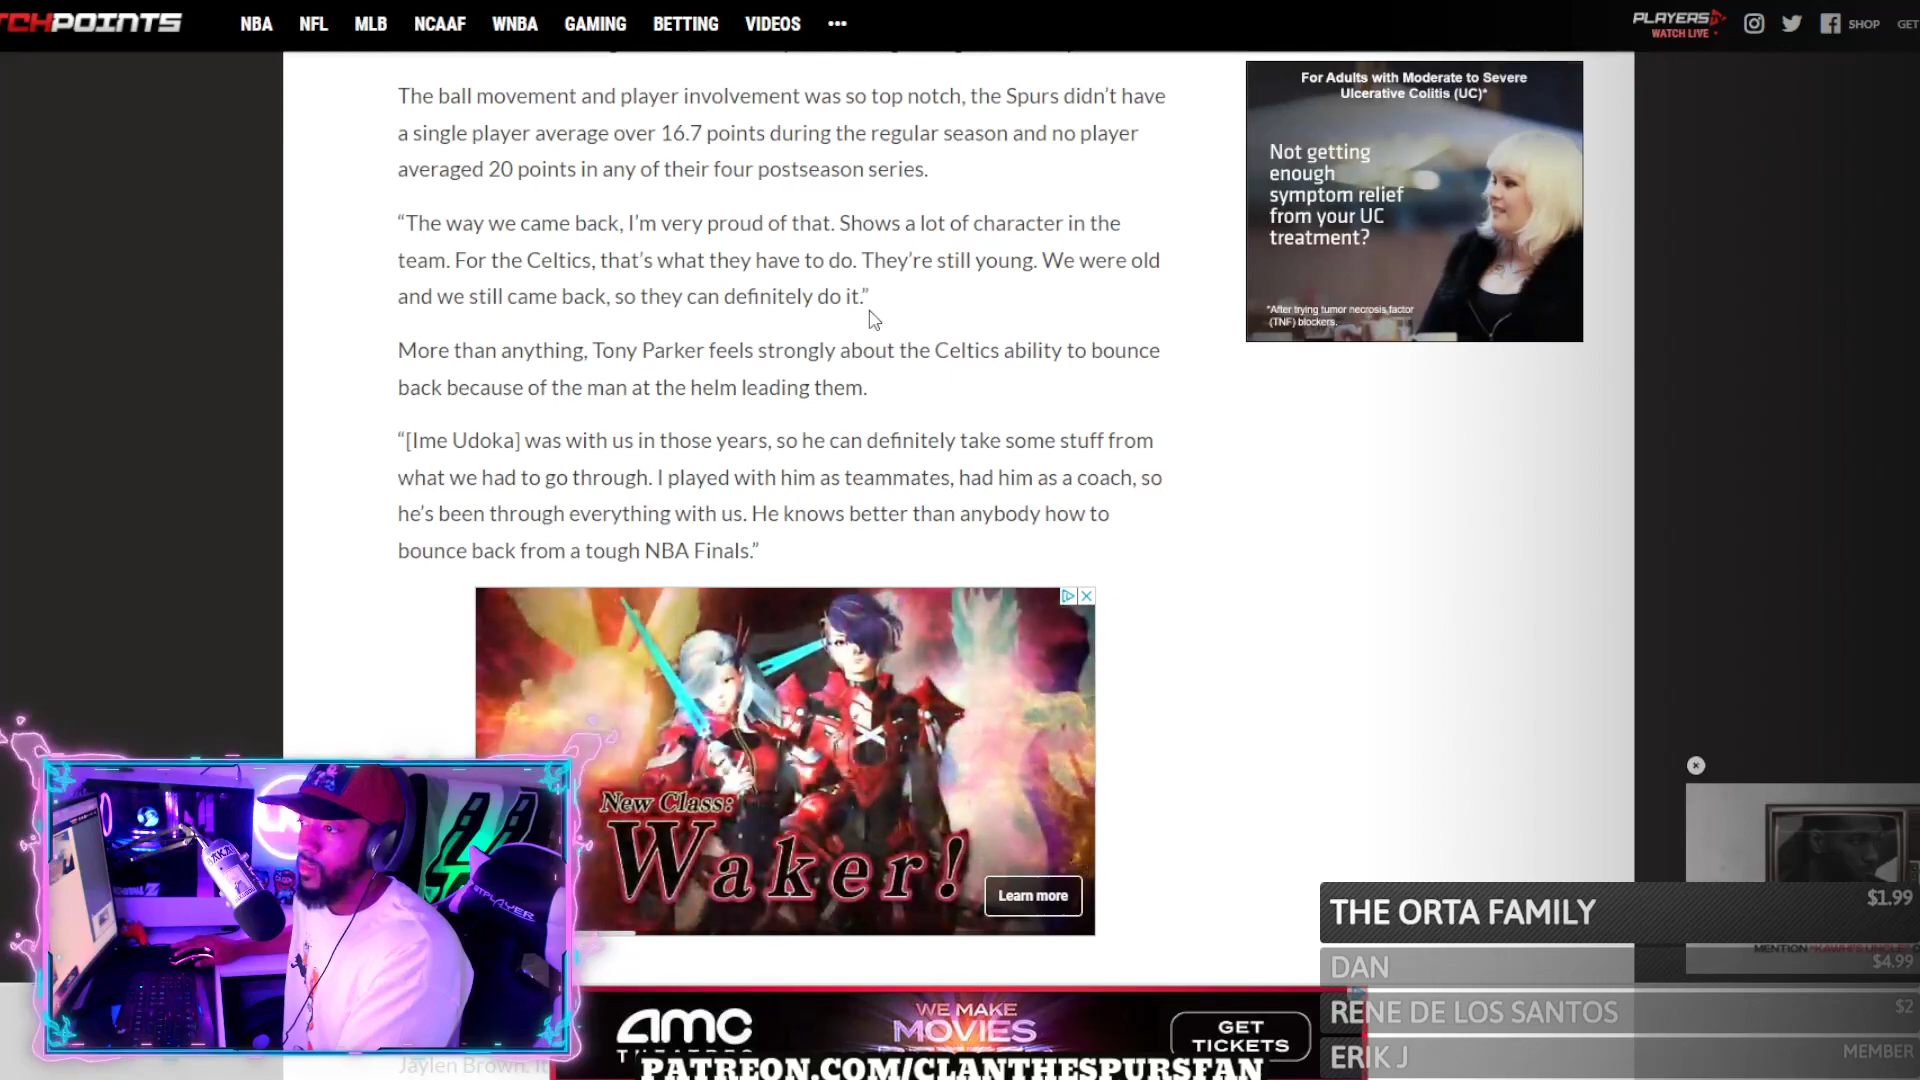 CHPOINTS
NBA
NFL
MLB
NCAAF
WNBA
GAMING
BETTING
VIDEOS
PLAYERS TV
WATCH LIVE
SHOP
GET
The ball movement and player involvement was so top notch, the Spurs didn’t have
a single player average over 16.7 points during the regular season and no player
averaged 20 points in any of their four postseason series.
“The way we came back, I’m very proud of that. Shows a lot of character in the
team. For the Celtics, that’s what they have to do. They’re still young. We were old
and we still came back, so they can definitely do it.”
More than anything, Tony Parker feels strongly about the Celtics ability to bounce
back because of the man at the helm leading them.
“[Ime Udoka] was with us in those years, so he can definitely take some stuff from
what we had to go through. I played with him as teammates, had him as a coach, so
he’s been through everything with us. He knows better than anybody how to
bounce back from a tough NBA Finals.”
For Adults with Moderate to Severe
Ulcerative Colitis (UC)*
Not getting
enough
symptom relief
from your UC
treatment?
*After trying tumor necrosis factor
(TNF) blockers.
New Class:
Waker!
Learn more
AKAI
THE ORTA FAMILY $1.99
MENTION "KAWHI'S UNCLE"
DAN $4.99
RENE DE LOS SANTOS $2
ERIK J MEMBER
amc
THEATRES
WE MAKE
MOVIES
GET
TICKETS
Jaylen Brown. It
PATREON.COM/CLANTHESPURSFAN